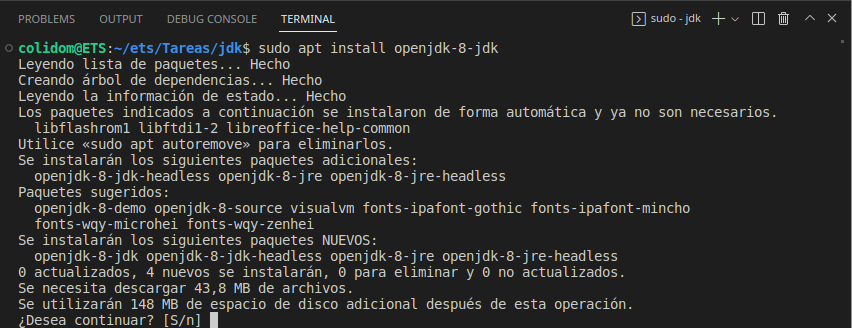 PROBLEMS OUTPUT DEBUG CONSOLE TERMINAL sudo - jdk
colidom@ETS:~/ets/Tareas/jdk$ sudo apt install openjdk-8-jdk
Leyendo lista de paquetes... Hecho
Creando árbol de dependencias... Hecho
Leyendo la información de estado... Hecho
Los paquetes indicados a continuación se instalaron de forma automática y ya no son necesarios.
  libflashrom1 libftdi1-2 libreoffice-help-common
Utilice «sudo apt autoremove» para eliminarlos.
Se instalarán los siguientes paquetes adicionales:
  openjdk-8-jdk-headless openjdk-8-jre openjdk-8-jre-headless
Paquetes sugeridos:
  openjdk-8-demo openjdk-8-source visualvm fonts-ipafont-gothic fonts-ipafont-mincho
  fonts-wqy-microhei fonts-wqy-zenhei
Se instalarán los siguientes paquetes NUEVOS:
  openjdk-8-jdk openjdk-8-jdk-headless openjdk-8-jre openjdk-8-jre-headless
0 actualizados, 4 nuevos se instalarán, 0 para eliminar y 0 no actualizados.
Se necesita descargar 43,8 MB de archivos.
Se utilizarán 148 MB de espacio de disco adicional después de esta operación.
¿Desea continuar? [S/n]